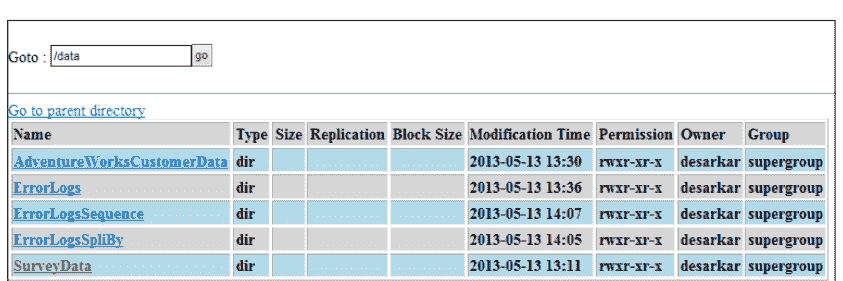 Goto : /data go
Go to parent directory
Name Type Size Replication Block Size Modification Time Permission Owner Group
AdventureWorksCustomerData dir 2013-05-13 13:30 rwxr-xr-x desarkar supergroup
ErrorLogs dir 2013-05-13 13:36 rwxr-xr-x desarkar supergroup
ErrorLogsSequence dir 2013-05-13 14:07 rwxr-xr-x desarkar supergroup
ErrorLogsSpliBy dir 2013-05-13 14:05 rwxr-xr-x desarkar supergroup
SurveyData dir 2013-05-13 13:11 rwxr-xr-x desarkar supergroup